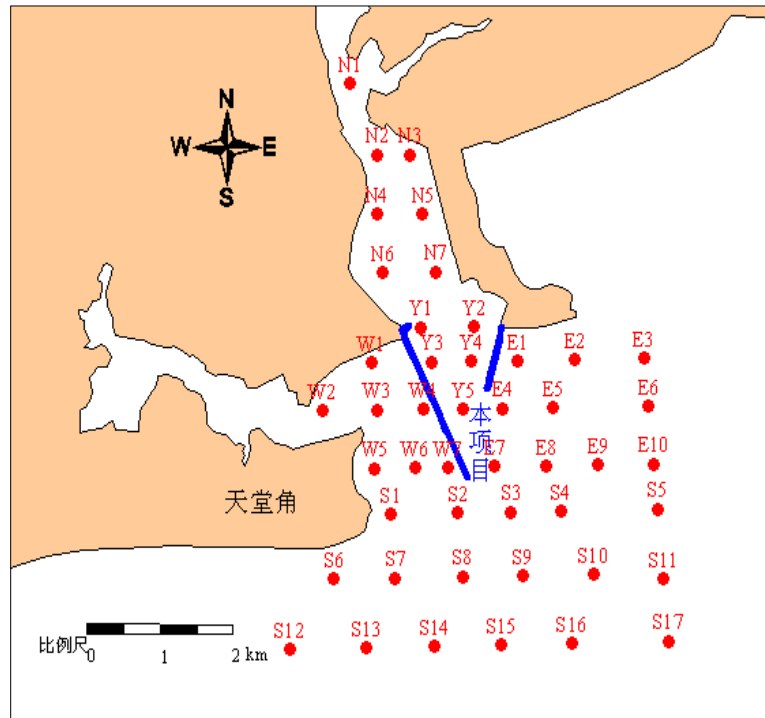 N1
N
W E
S
N2 N3
N4 N5
N6 N7
Y1 Y2
W1 Y3 Y4 E1 E2 E3
W2 W3 W4 Y5 E4 E5 E6
本项目
W5 W6 W7 E7 E8 E9 E10
天堂角
S1 S2 S3 S4 S5
S6 S7 S8 S9 S10 S11
S12 S13 S14 S15 S16 S17
比例尺
0 1 2 km